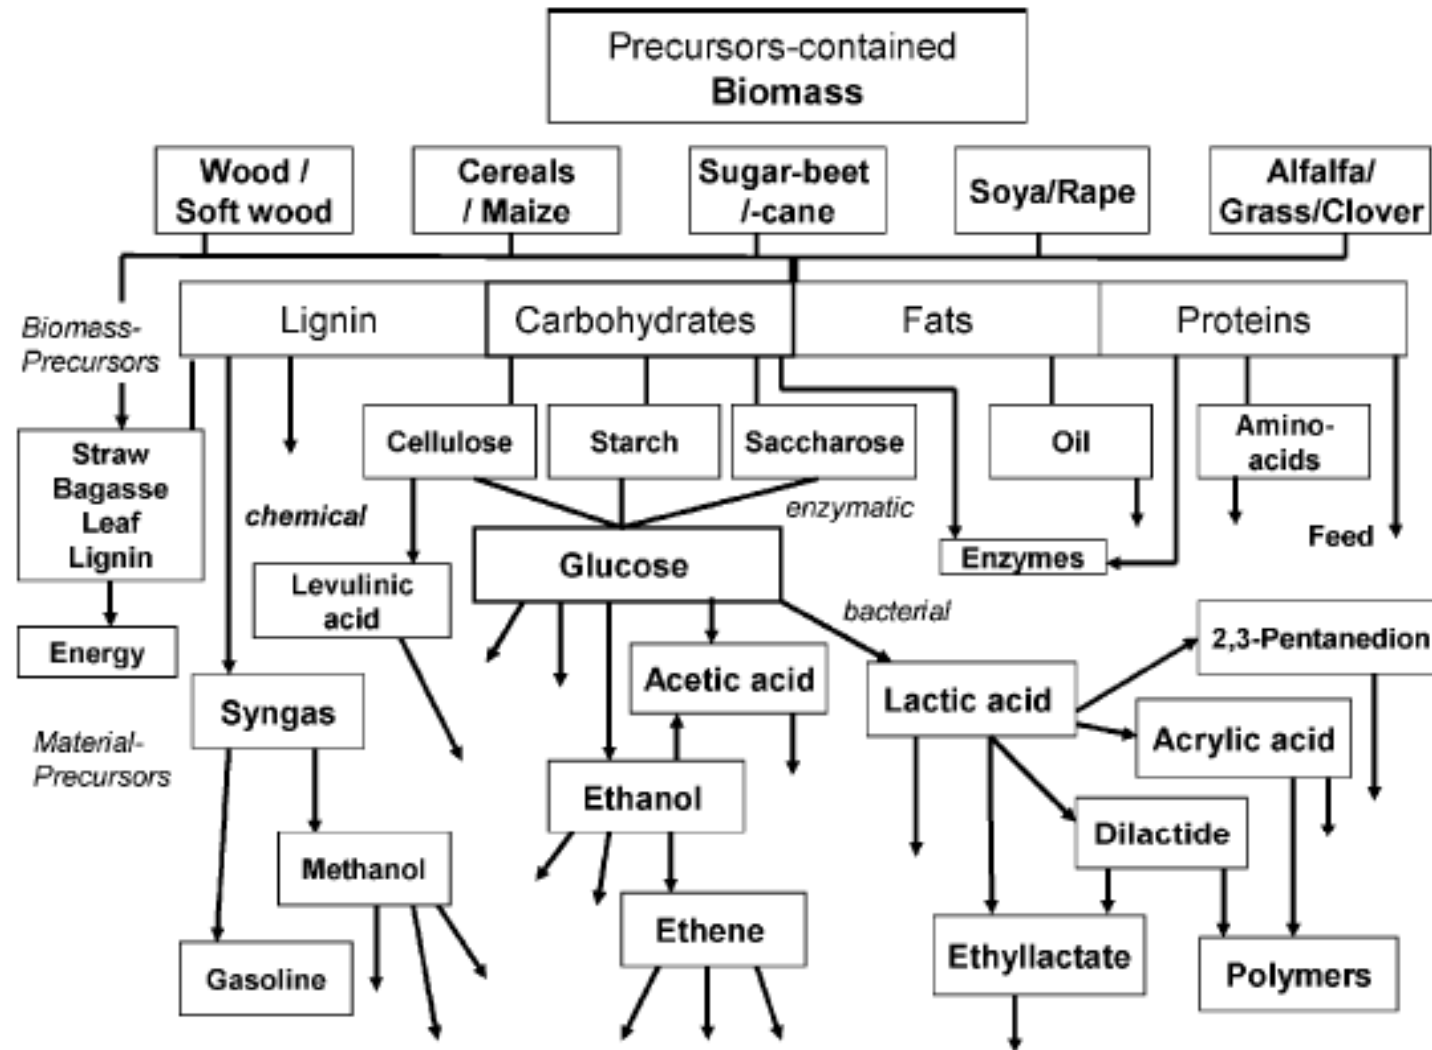 Precursors-contained
Biomass
Wood /
Soft wood
Cereals
/ Maize
Sugar-beet
/-cane
Soya/Rape
Alfalfa/
Grass/Clover
Biomass-
Precursors
Lignin
Carbohydrates
Fats
Proteins
Straw
Bagasse
Leaf
Lignin
Cellulose
Starch
Saccharose
Oil
Amino-
acids
chemical
enzymatic
Feed
Glucose
Enzymes
Levulinic
acid
bacterial
Energy
2,3-Pentanedion
Acetic acid
Lactic acid
Syngas
Acrylic acid
Material-
Precursors
Ethanol
Dilactide
Methanol
Ethene
Ethyllactate
Gasoline
Polymers